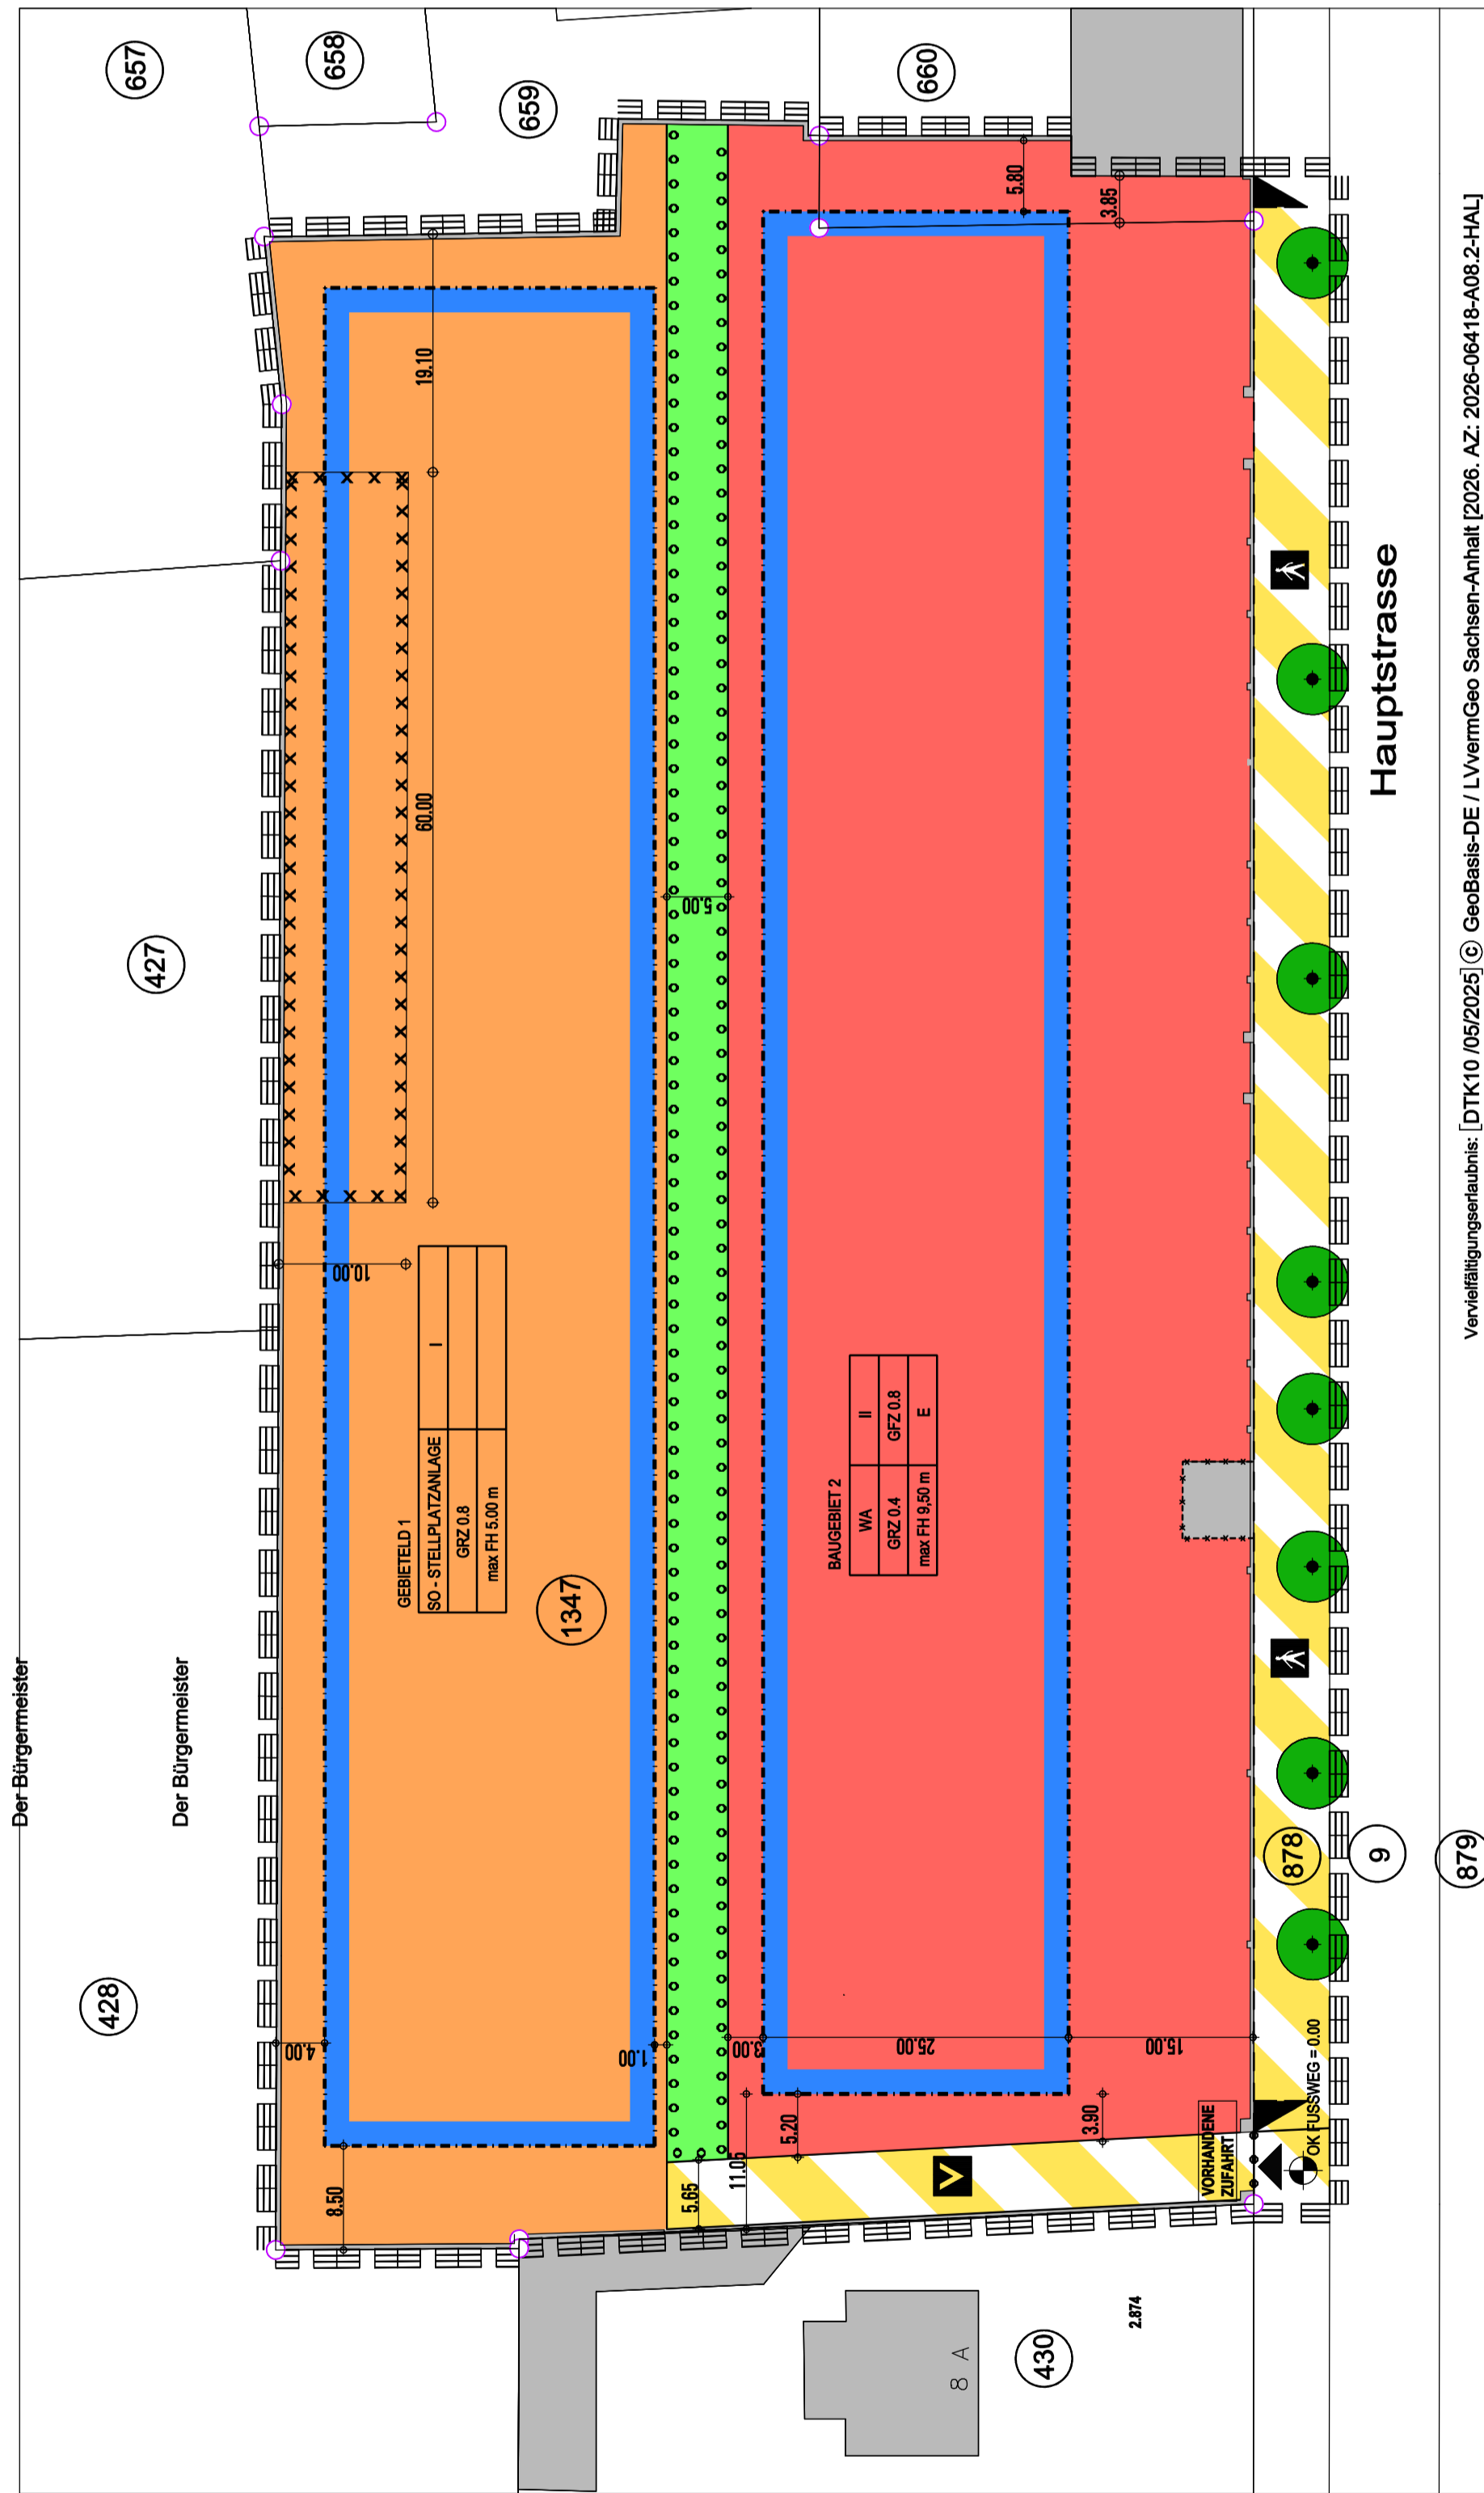 Der Bürgermeister
Der Bürgermeister
657
658
659
660
427
428
19.10
60.00
10.00
4.00
8.50
1.00
5.00
5.80
3.85
GEBIETELD 1
SO - STELLPLATZANLAGE I
GRZ 0.8
max FH 5.00 m
1347
BAUGEBIET 2
WA II
GRZ 0.4 GFZ 0.8
max FH 9,50 m E
3.00
25.00
15.00
5.20
11.05
5.65
3.90
VORHANDENE
ZUFAHRT
V
OK FUSSWEG = 0.00
878
9
879
8 A
430
2.874
Hauptstrasse
Vervielfältigungserlaubnis: [DTK10 /05/2025] © GeoBasis-DE / LVvermGeo Sachsen-Anhalt [2026. AZ: 2026-06418-A08.2-HAL]